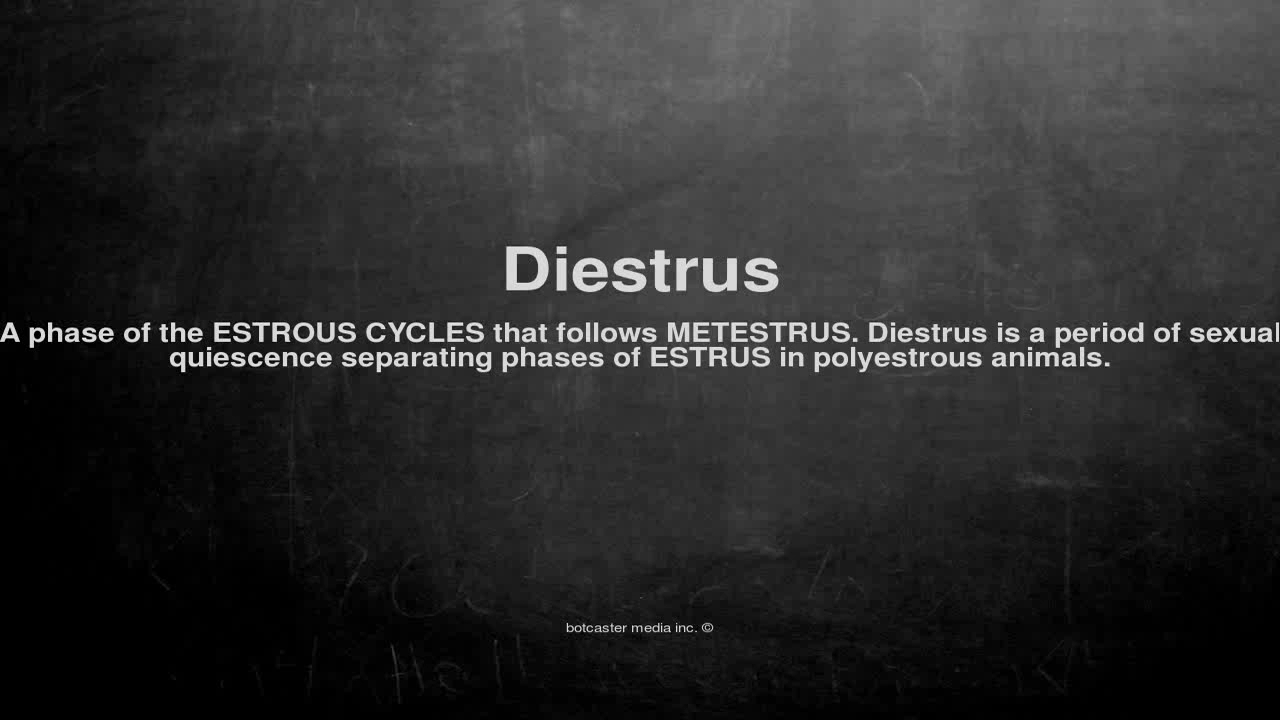 Diestrus
A phase of the ESTROUS CYCLES that follows METESTRUS. Diestrus is a period of sexual
quiescence separating phases of ESTRUS in polyestrous animals.
botcaster media inc. ©